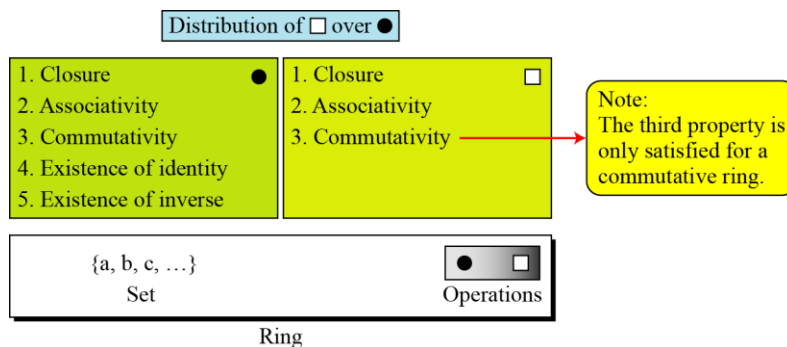 Distribution of □ over ●
1. Closure
2. Associativity
3. Commutativity
4. Existence of identity
5. Existence of inverse
1. Closure
2. Associativity
3. Commutativity
Note:
The third property is
only satisfied for a
commutative ring.
{a, b, c, …}
Set
Operations
Ring